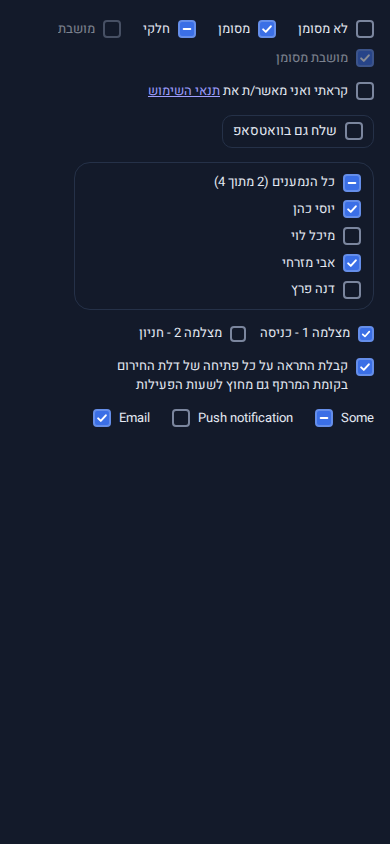 לא מסומן מסומן חלקי מושבת
מושבת מסומן
קראתי ואני מאשר/ת את תנאי השימוש
שלח גם בוואטסאפ
כל הנמענים (2 מתוך 4)
יוסי כהן
מיכל לוי
אבי מזרחי
דנה פרץ
מצלמה 1 - כניסה מצלמה 2 - חניון
קבלת התראה על כל פתיחה של דלת החירום
בקומת המרתף גם מחוץ לשעות הפעילות
Email Push notification Some